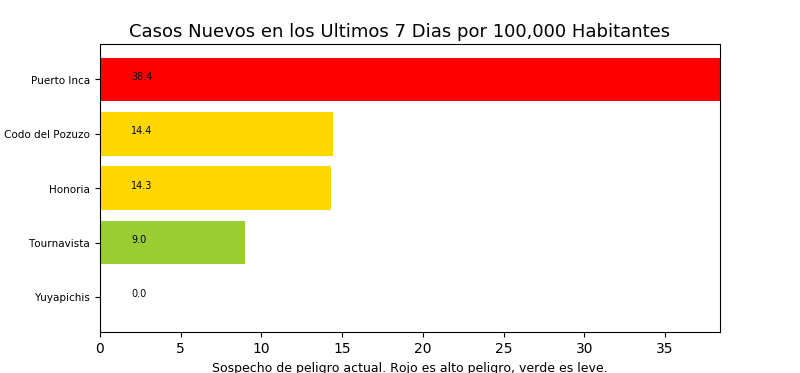 Casos Nuevos en los Ultimos 7 Dias por 100,000 Habitantes
Puerto Inca 38.4
Codo del Pozuzo 14.4
Honoria 14.3
Tournavista 9.0
Yuyapichis 0.0
0 5 10 15 20 25 30 35
Sospecho de peligro actual. Rojo es alto peligro, verde es leve.